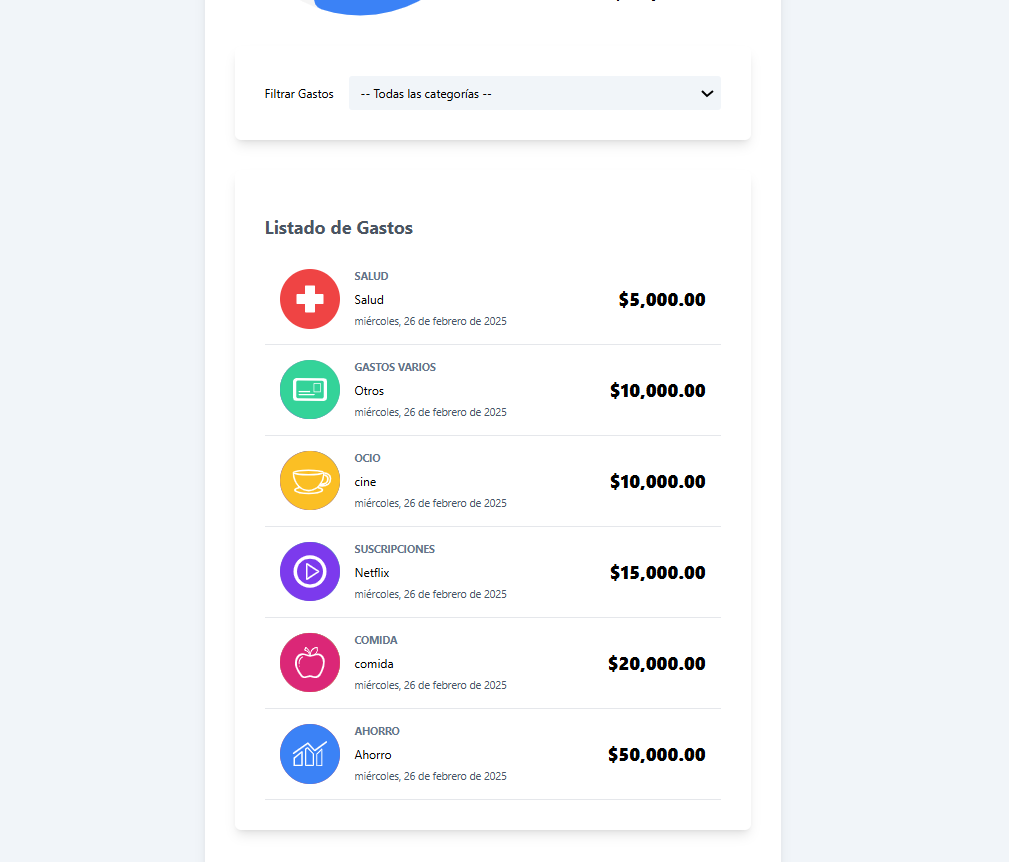 Filtrar Gastos
-- Todas las categorías --
Listado de Gastos
SALUD
Salud
miércoles, 26 de febrero de 2025
$5,000.00
GASTOS VARIOS
Otros
miércoles, 26 de febrero de 2025
$10,000.00
OCIO
cine
miércoles, 26 de febrero de 2025
$10,000.00
SUSCRIPCIONES
Netflix
miércoles, 26 de febrero de 2025
$15,000.00
COMIDA
comida
miércoles, 26 de febrero de 2025
$20,000.00
AHORRO
Ahorro
miércoles, 26 de febrero de 2025
$50,000.00